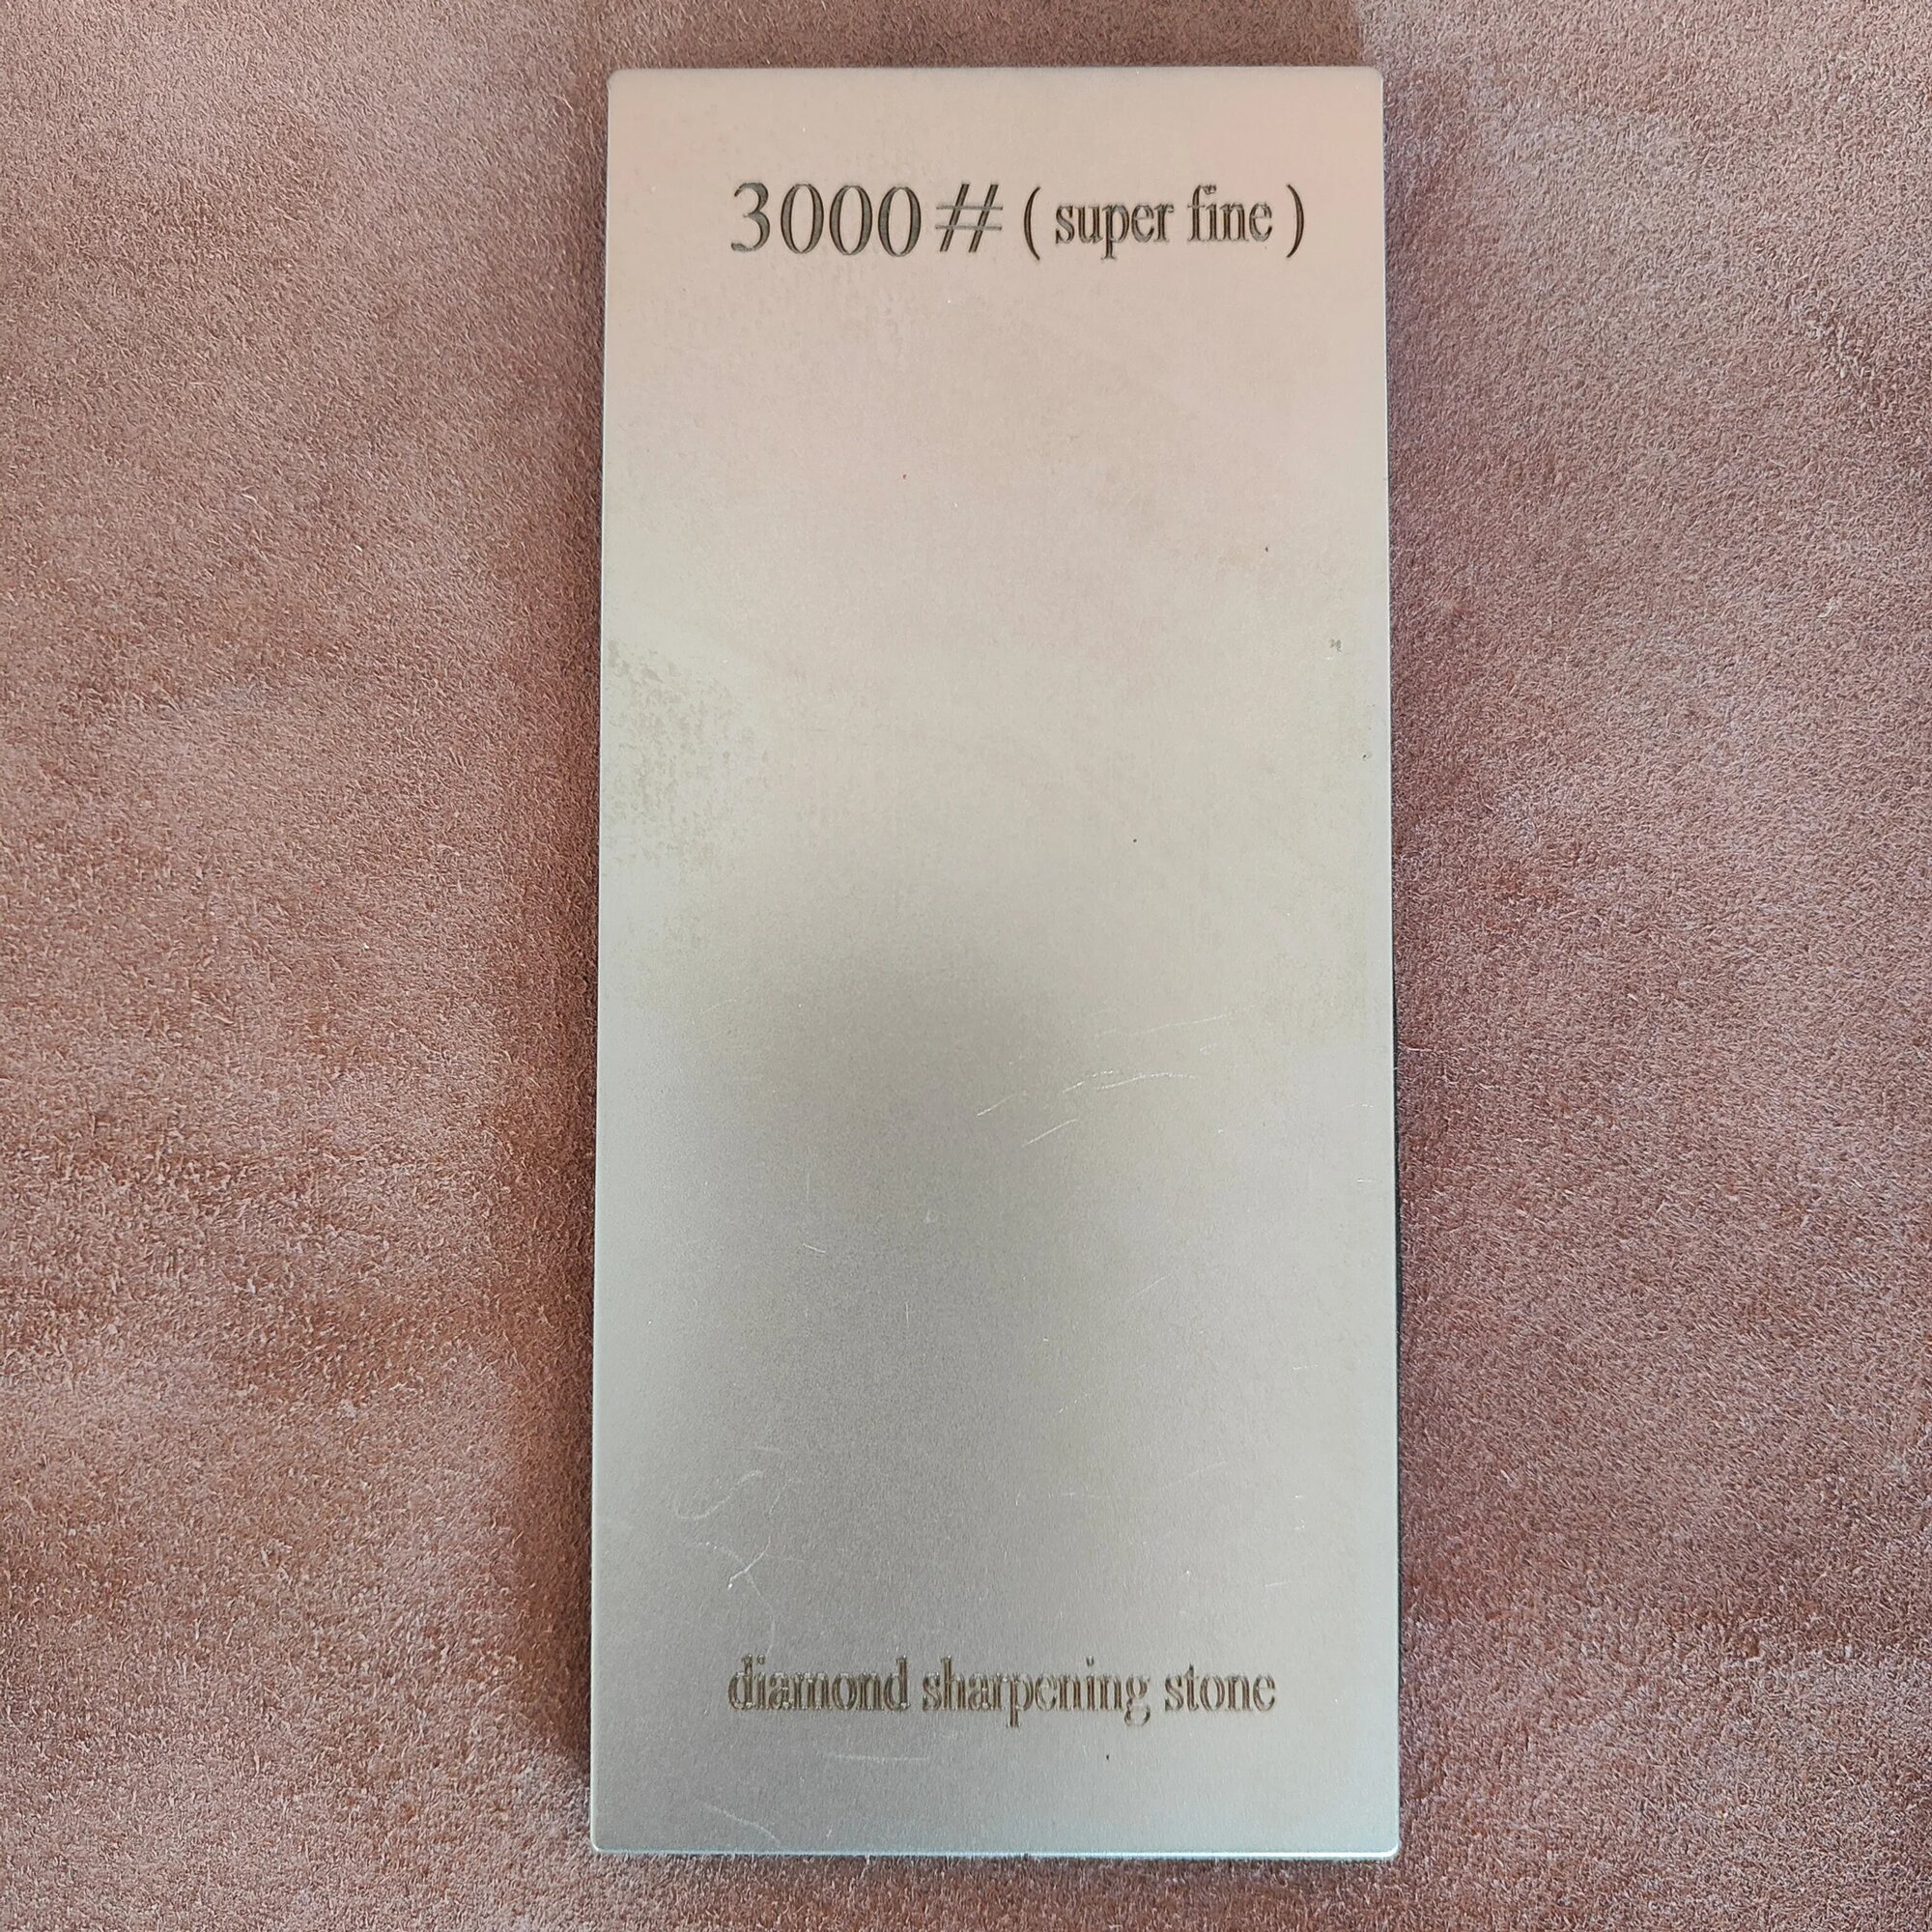 3000# ( super fine )
diamond sharpening stone